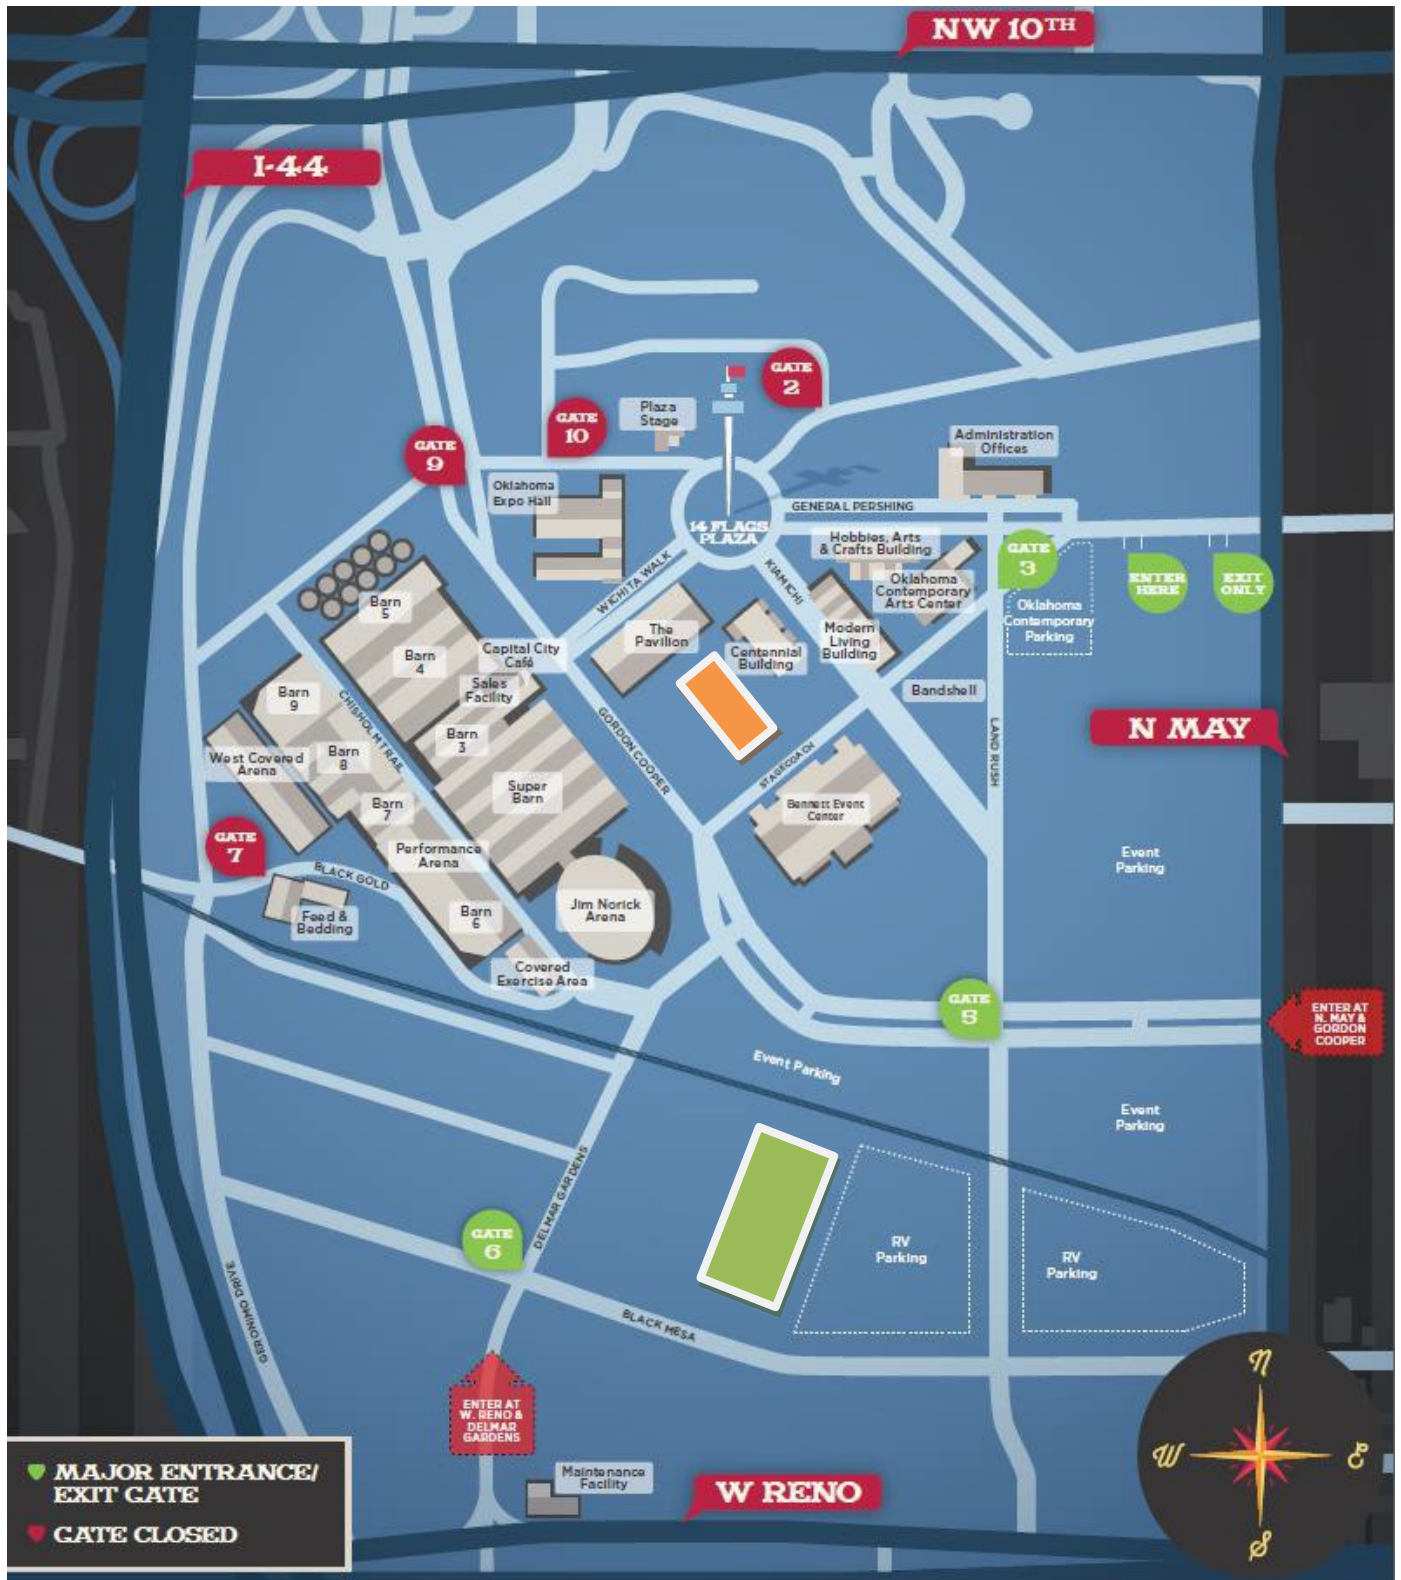 NW 10TH
I-44
GATE
2
Plaza
Stage
GATE
10
GATE
9
Administration
Offices
Oklahoma
Expo Hall
14 FLAGS
PLAZA
GENERAL PERSHING
Hobbies, Arts
& Crafts Building
GATE
3
ENTER
HERE
EXIT
ONLY
WICHITA WALK
KIAMICHI
Oklahoma
Contemporary
Arts Center
Oklahoma
Contemporary
Parking
Barn
5
The
Pavilion
Centennial
Building
Modern
Living
Building
Capital City
Café
Barn
4
Sales
Facility
Bandshell
Barn
9
CHISHOLM TRAIL
N MAY
Barn
3
GORDON COOPER
STAGECOACH
LAND RUSH
West Covered
Arena
Barn
8
Super
Barn
Barn
7
Bennett Event
Center
GATE
7
Performance
Arena
Event
Parking
BLACK GOLD
Feed &
Bedding
Barn
6
Jim Norick
Arena
Covered
Exercise Area
GATE
5
ENTER AT
N. MAY &
GORDON
COOPER
Event Parking
Event
Parking
DELMAR GARDENS
GATE
6
RV
Parking
RV
Parking
GERONIMO DRIVE
BLACK MESA
ENTER AT
W. RENO &
DELMAR
GARDENS
N
W
E
S
Maintenance
Facility
W RENO
MAJOR ENTRANCE/
EXIT GATE
GATE CLOSED